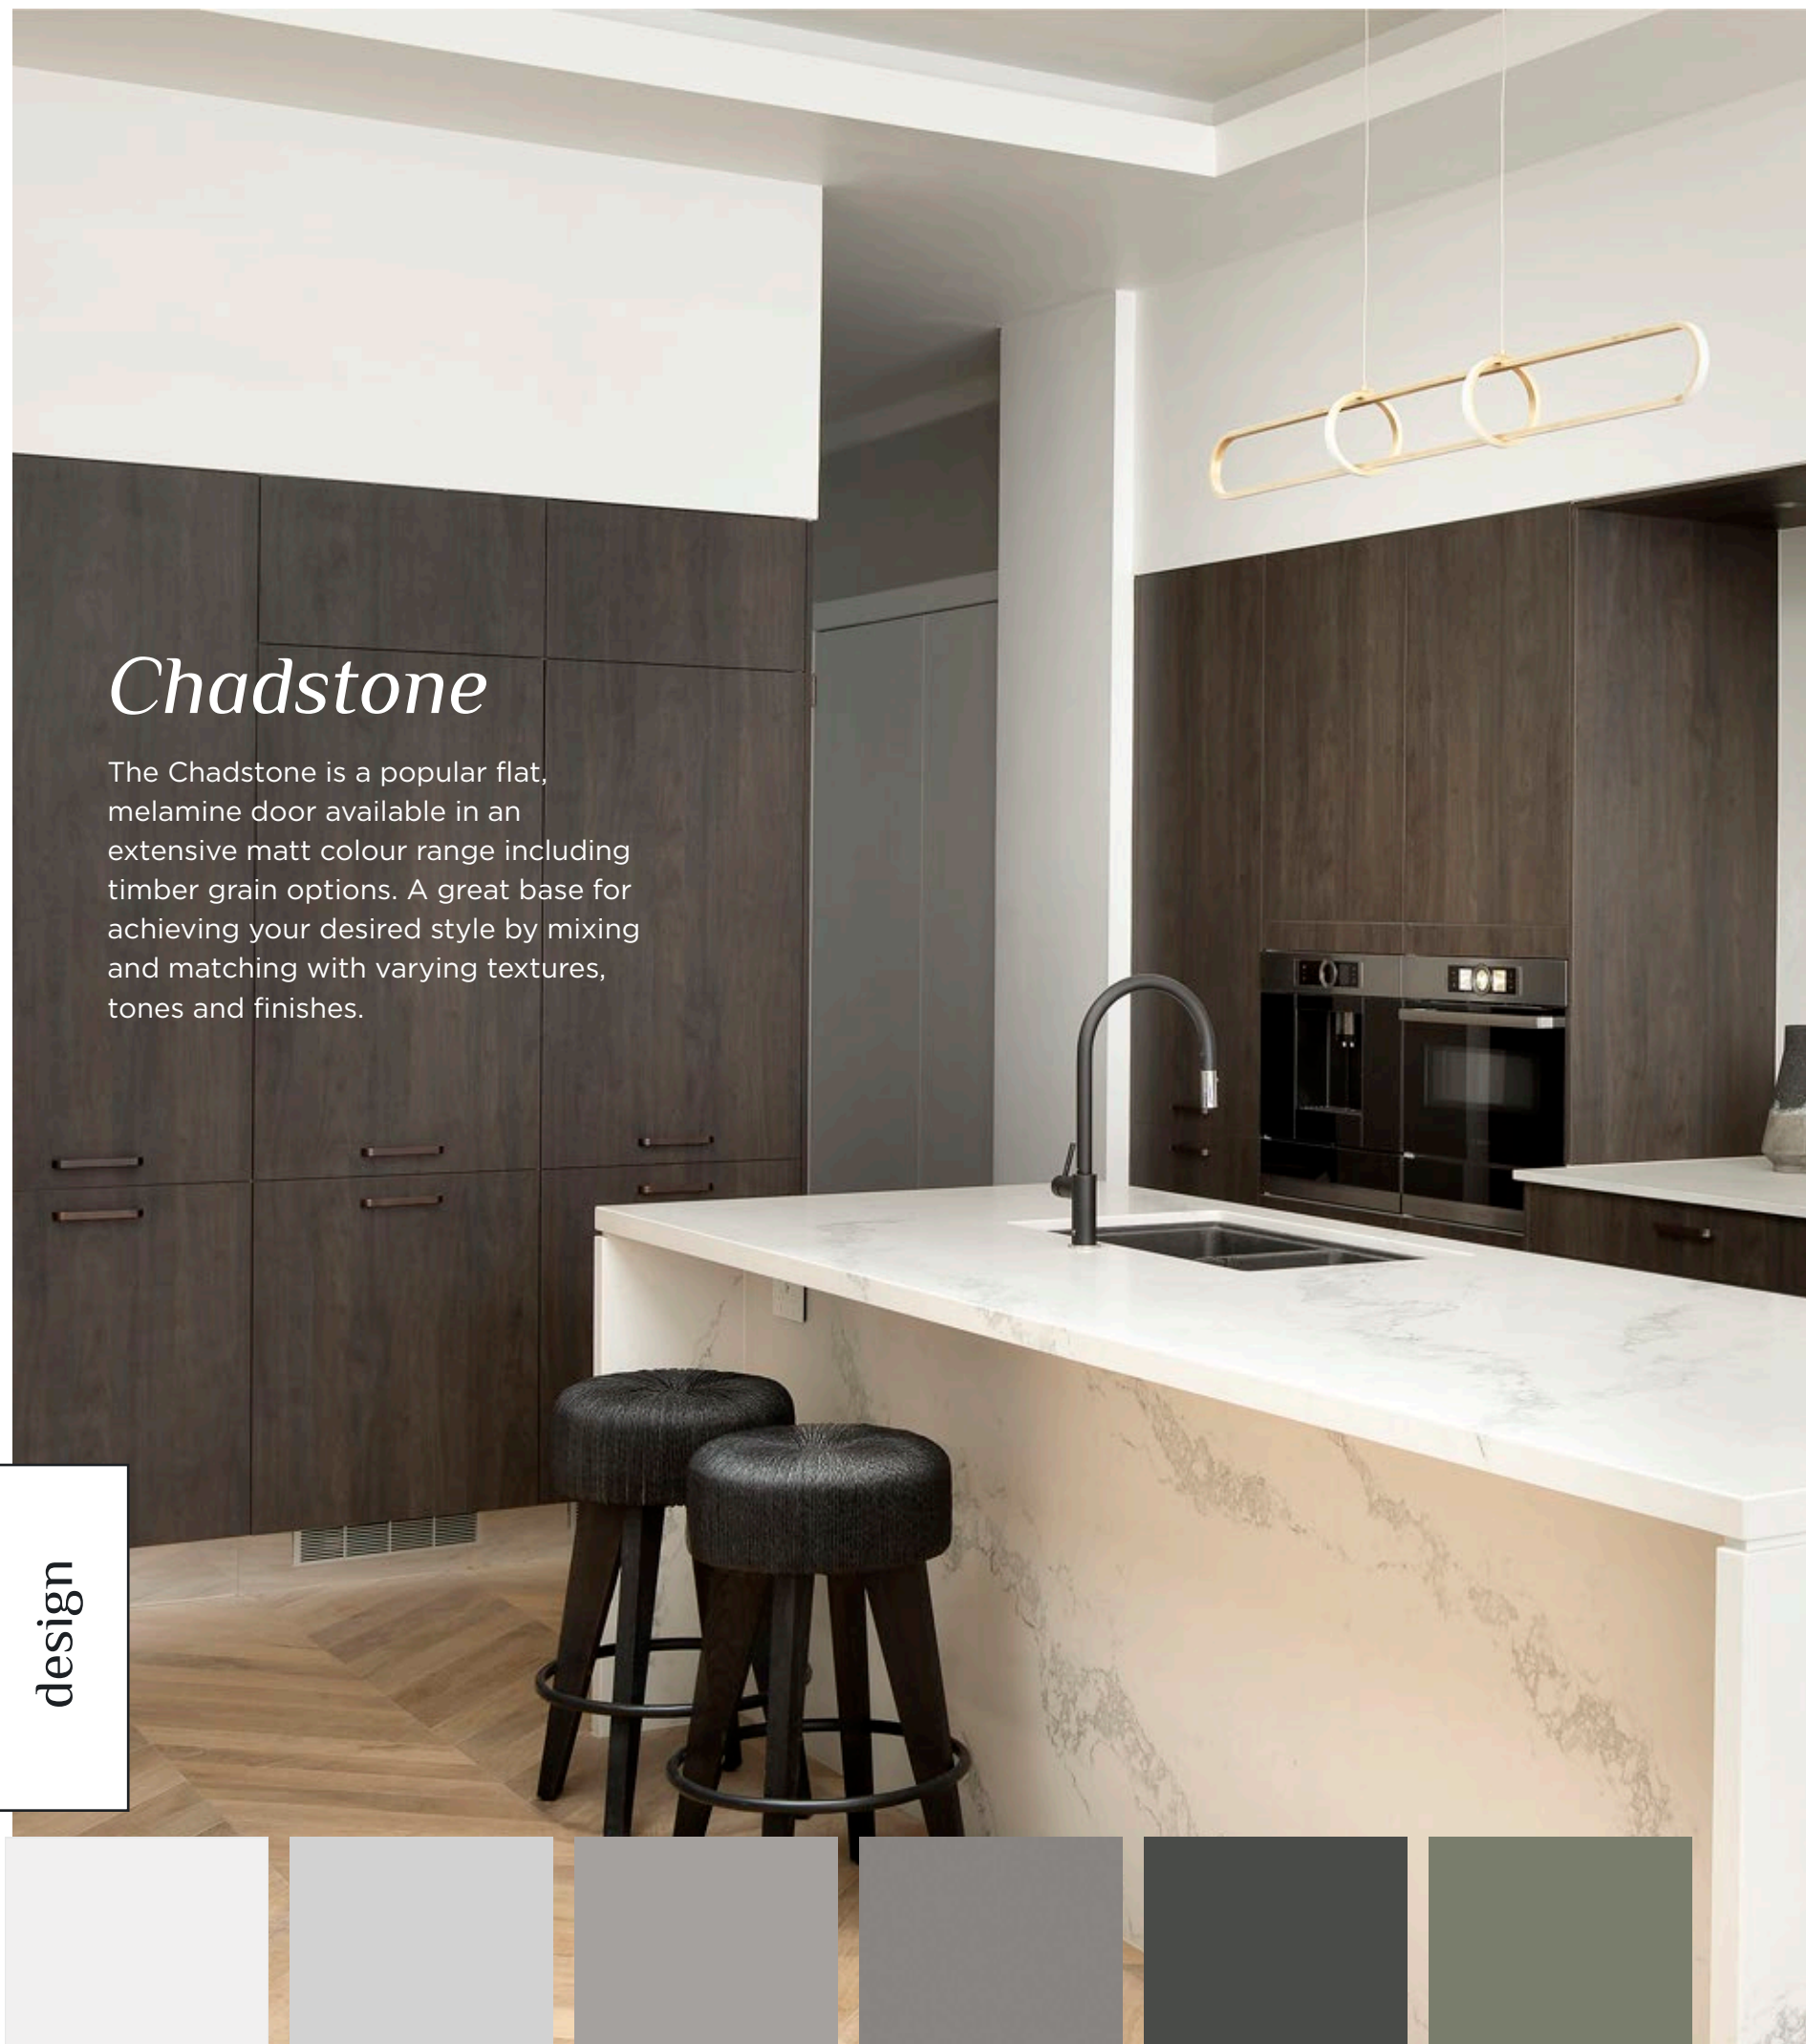 Chadstone
The Chadstone is a popular flat,
melamine door available in an
extensive matt colour range including
timber grain options. A great base for
achieving your desired style by mixing
and matching with varying textures,
tones and finishes.
design